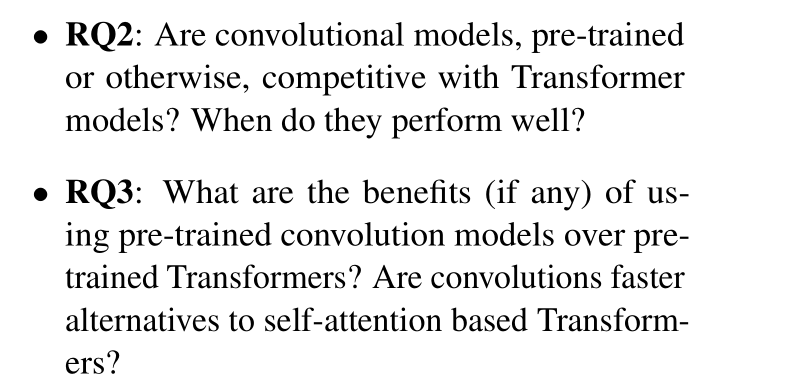 • RQ2: Are convolutional models, pre-trained
or otherwise, competitive with Transformer
models? When do they perform well?
• RQ3: What are the benefits (if any) of us-
ing pre-trained convolution models over pre-
trained Transformers? Are convolutions faster
alternatives to self-attention based Transform-
ers?